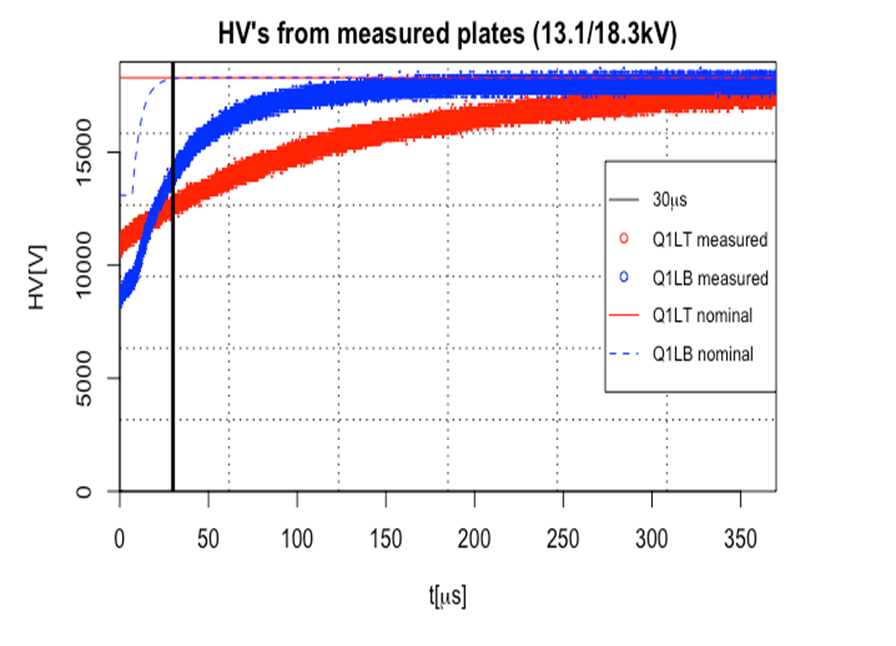 HV's from measured plates (13.1/18.3kV)
HV[V]
15000
10000
5000
0
30μs
Q1LT measured
Q1LB measured
Q1LT nominal
Q1LB nominal
0 50 100 150 200 250 300 350
t[μs]